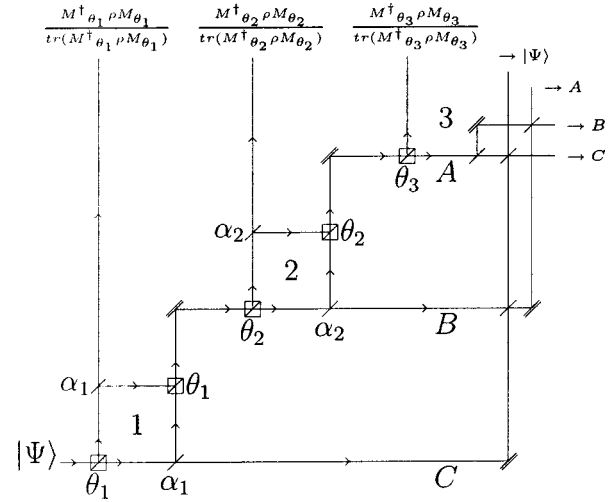 M†θ₁ρMθ₁ / tr(M†θ₁ρMθ₁) M†θ₂ρMθ₂ / tr(M†θ₂ρMθ₂) M†θ₃ρMθ₃ / tr(M†θ₃ρMθ₃)
→ |Ψ⟩
→ A
3 → B
A → C
θ₃
α₂ θ₂
2
θ₂ α₂ B
α₁ θ₁
1
|Ψ⟩ C
θ₁ α₁